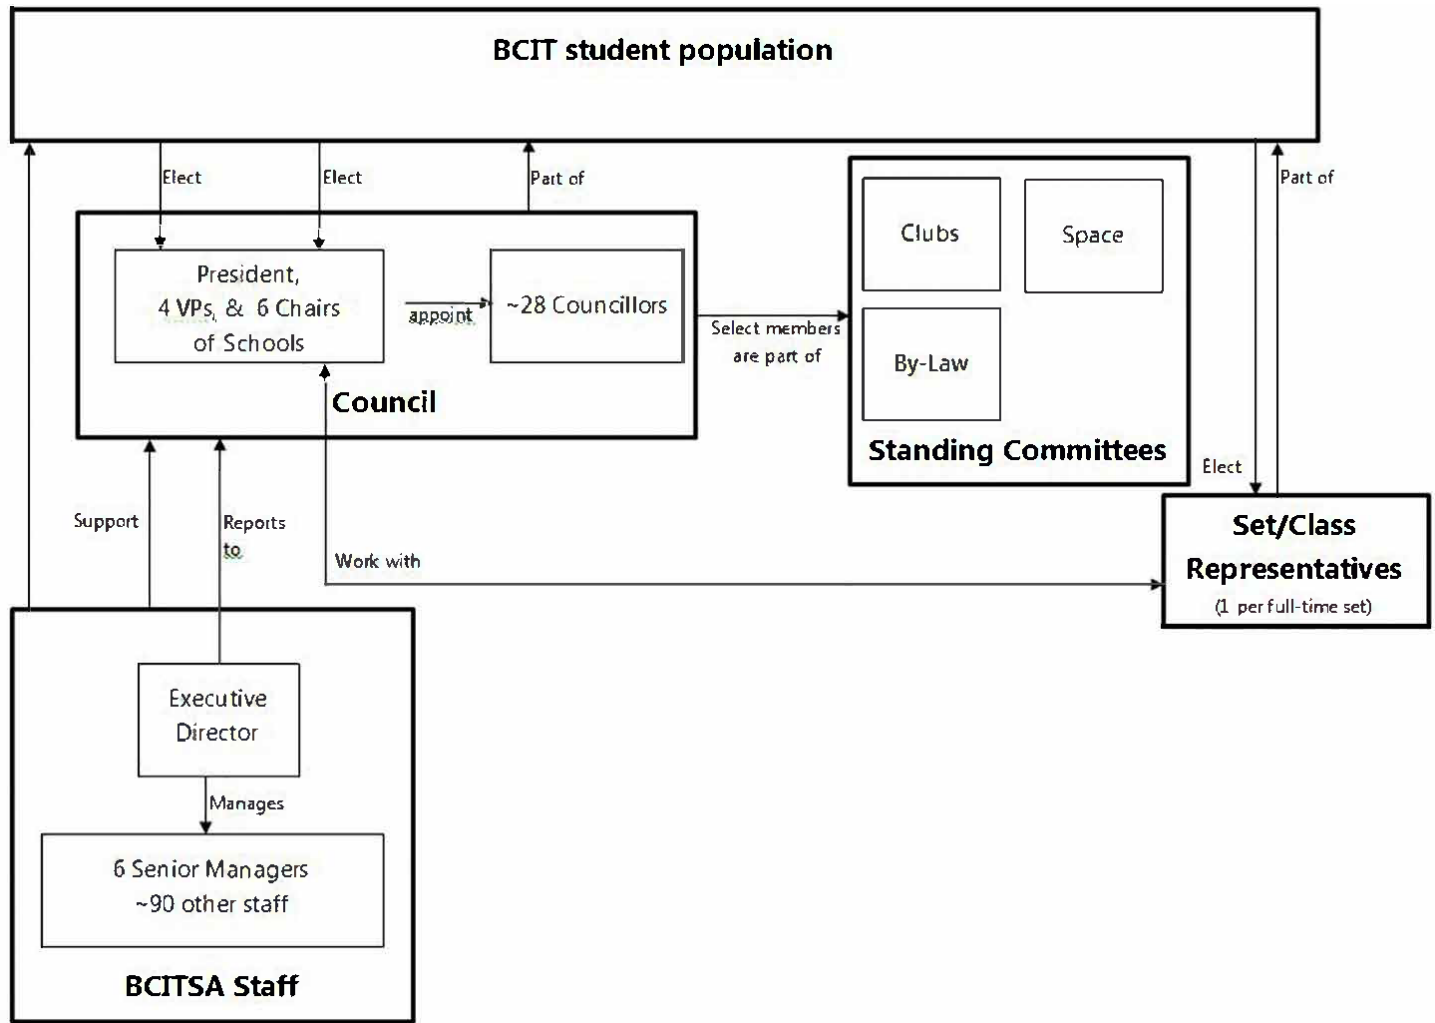 BCIT student population
Elect
Elect
Part of
Part of
President,
4 VPs, & 6 Chairs
of Schools
appoint
~28 Councillors
Council
Select members
are part of
Clubs
Space
By-Law
Standing Committees
Elect
Set/Class
Representatives
(1 per full-time set)
Support
Reports
to
Work with
Executive
Director
Manages
6 Senior Managers
~90 other staff
BCITSA Staff